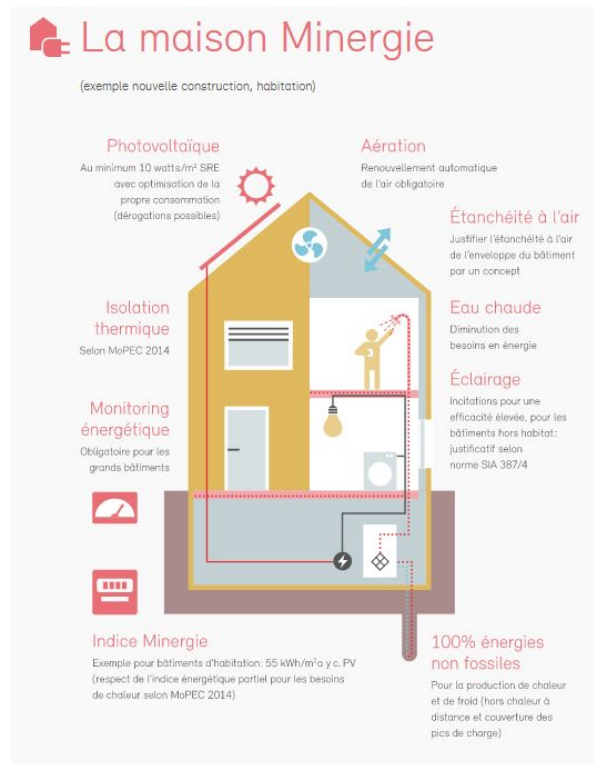 La maison Minergie
(exemple nouvelle construction, habitation)
Photovoltaïque
Au minimum 10 watts/m² SRE
avec optimisation de la
propre consommation
(dérogations possibles)
Aération
Renouvellement automatique
de l'air obligatoire
Étanchéité à l'air
Justifier l'étanchéité à l'air
de l'enveloppe du bâtiment
par un concept
Isolation
thermique
Selon MoPEC 2014
Eau chaude
Diminution des
besoins en énergie
Monitoring
énergétique
Obligatoire pour les
grands bâtiments
Éclairage
Incitations pour une
efficacité élevée, pour les
bâtiments hors habitat:
justificatif selon
norme SIA 387/4
Indice Minergie
Exemple pour bâtiments d'habitation: 55 kWh/m²a y c. PV
(respect de l'indice énergétique partiel pour les besoins
de chaleur selon MoPEC 2014)
100% énergies
non fossiles
Pour la production de chaleur
et de froid (hors chaleur à
distance et couverture des
pics de charge)